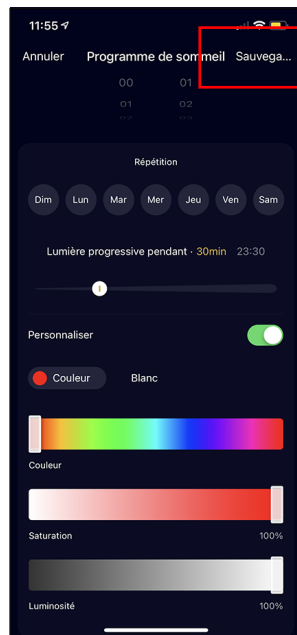 11:55
Annuler Programme de sommeil Sauvega...
00 01
01 02
Répétition
Dim Lun Mar Mer Jeu Ven Sam
Lumière progressive pendant · 30min 23:30
Personnaliser
Couleur Blanc
Couleur
Saturation 100%
Luminosité 100%